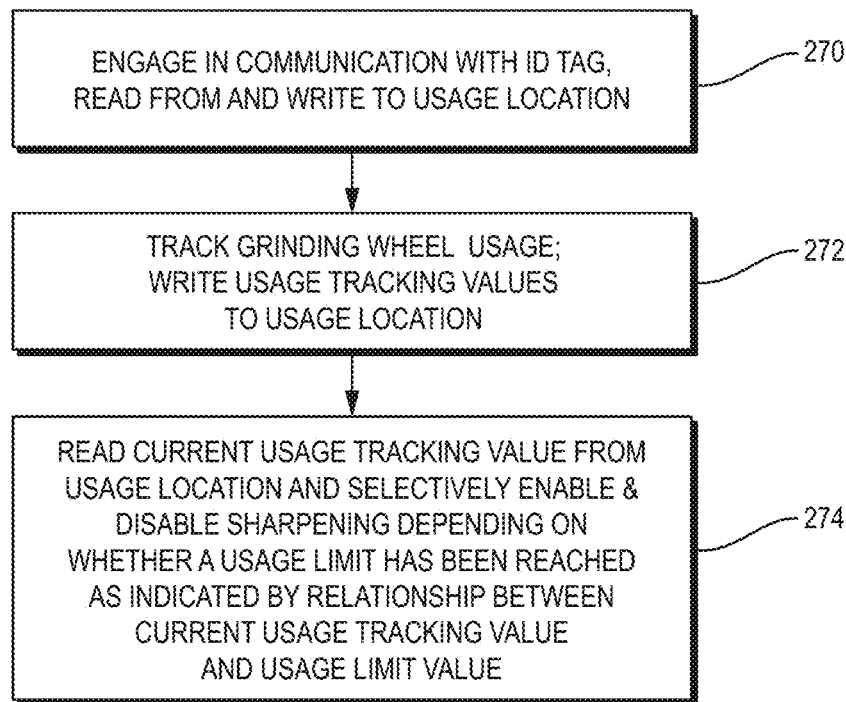 ENGAGE IN COMMUNICATION WITH ID TAG,
READ FROM AND WRITE TO USAGE LOCATION
270
TRACK GRINDING WHEEL USAGE;
WRITE USAGE TRACKING VALUES
TO USAGE LOCATION
272
READ CURRENT USAGE TRACKING VALUE FROM
USAGE LOCATION AND SELECTIVELY ENABLE &
DISABLE SHARPENING DEPENDING ON
WHETHER A USAGE LIMIT HAS BEEN REACHED
AS INDICATED BY RELATIONSHIP BETWEEN
CURRENT USAGE TRACKING VALUE
AND USAGE LIMIT VALUE
274